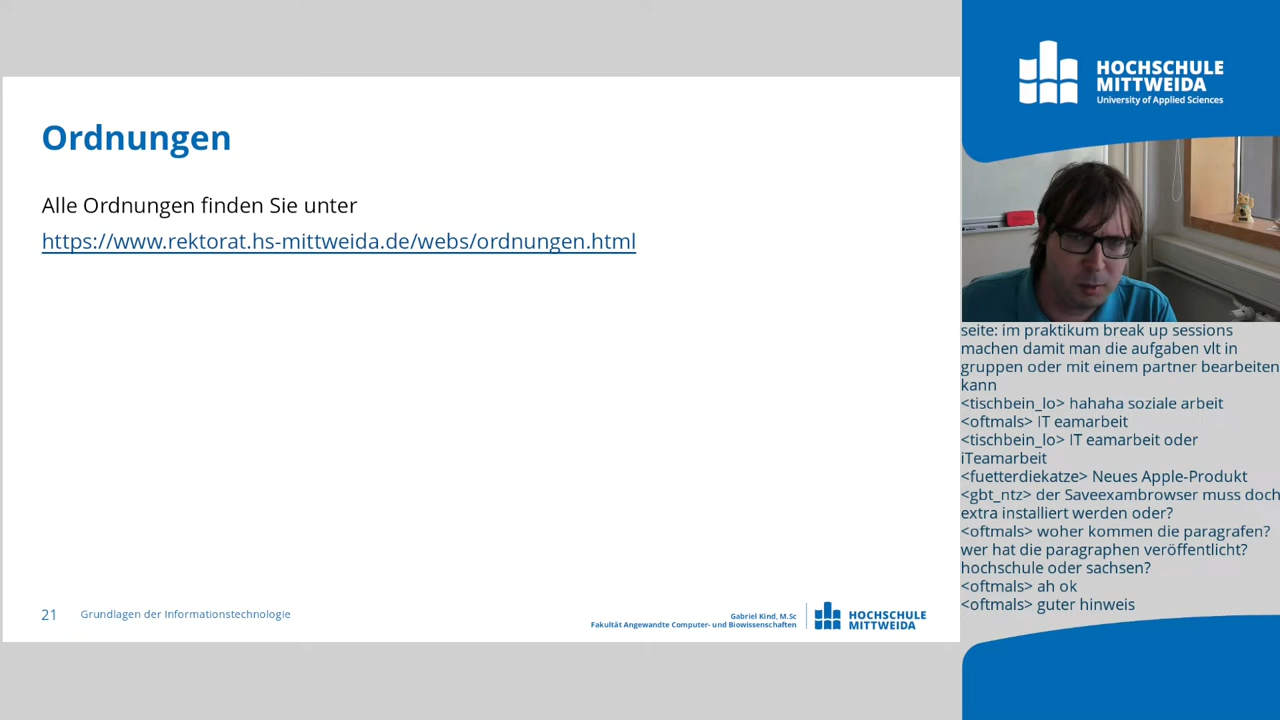 Ordnungen
Alle Ordnungen finden Sie unter
https://www.rektorat.hs-mittweida.de/webs/ordnungen.html
21
Grundlagen der Informationstechnologie
Gabriel Kind, M.Sc
Fakultät Angewandte Computer- und Biowissenschaften
HOCHSCHULE
MITTWEIDA
HOCHSCHULE
MITTWEIDA
University of Applied Sciences
seite: im praktikum break up sessions
machen damit man die aufgaben vlt in
gruppen oder mit einem partner bearbeiten
kann
<tischbein_lo> hahaha soziale arbeit
<oftmals> IT eamarbeit
<tischbein_lo> IT eamarbeit oder
iTeamarbeit
<fuetterdiekatze> Neues Apple-Produkt
<gbt_ntz> der Saveexambrowser muss doch
extra installiert werden oder?
<oftmals> woher kommen die paragrafen?
wer hat die paragraphen veröffentlicht?
hochschule oder sachsen?
<oftmals> ah ok
<oftmals> guter hinweis